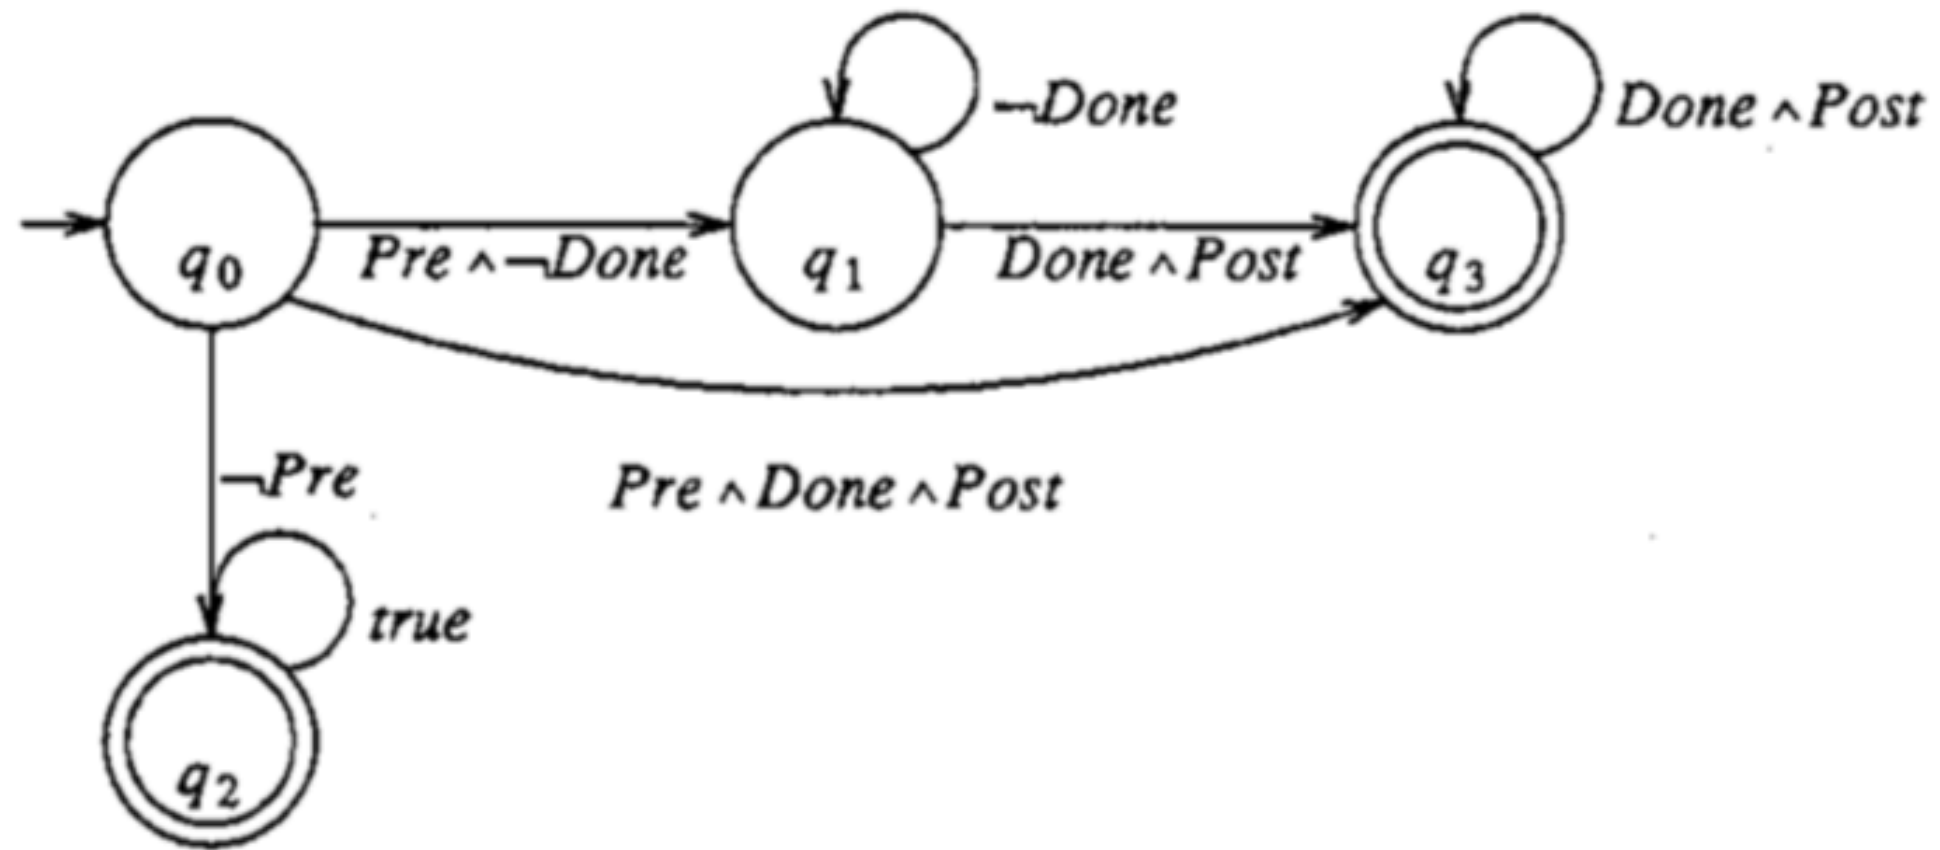 ¬Done
Done ∧ Post
q0
Pre ∧ ¬Done
q1
Done ∧ Post
q3
¬Pre
Pre ∧ Done ∧ Post
true
q2